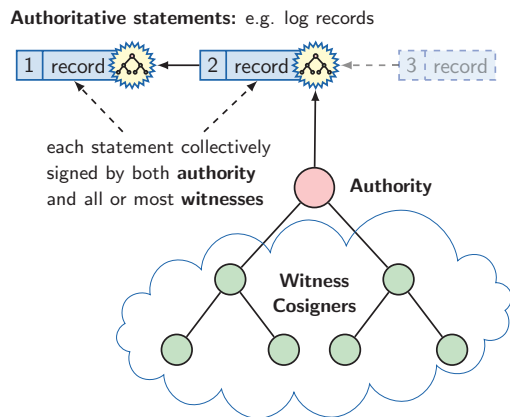 Authoritative statements: e.g. log records
1 record 2 record 3 record
each statement collectively
signed by both authority
and all or most witnesses
Authority
Witness
Cosigners